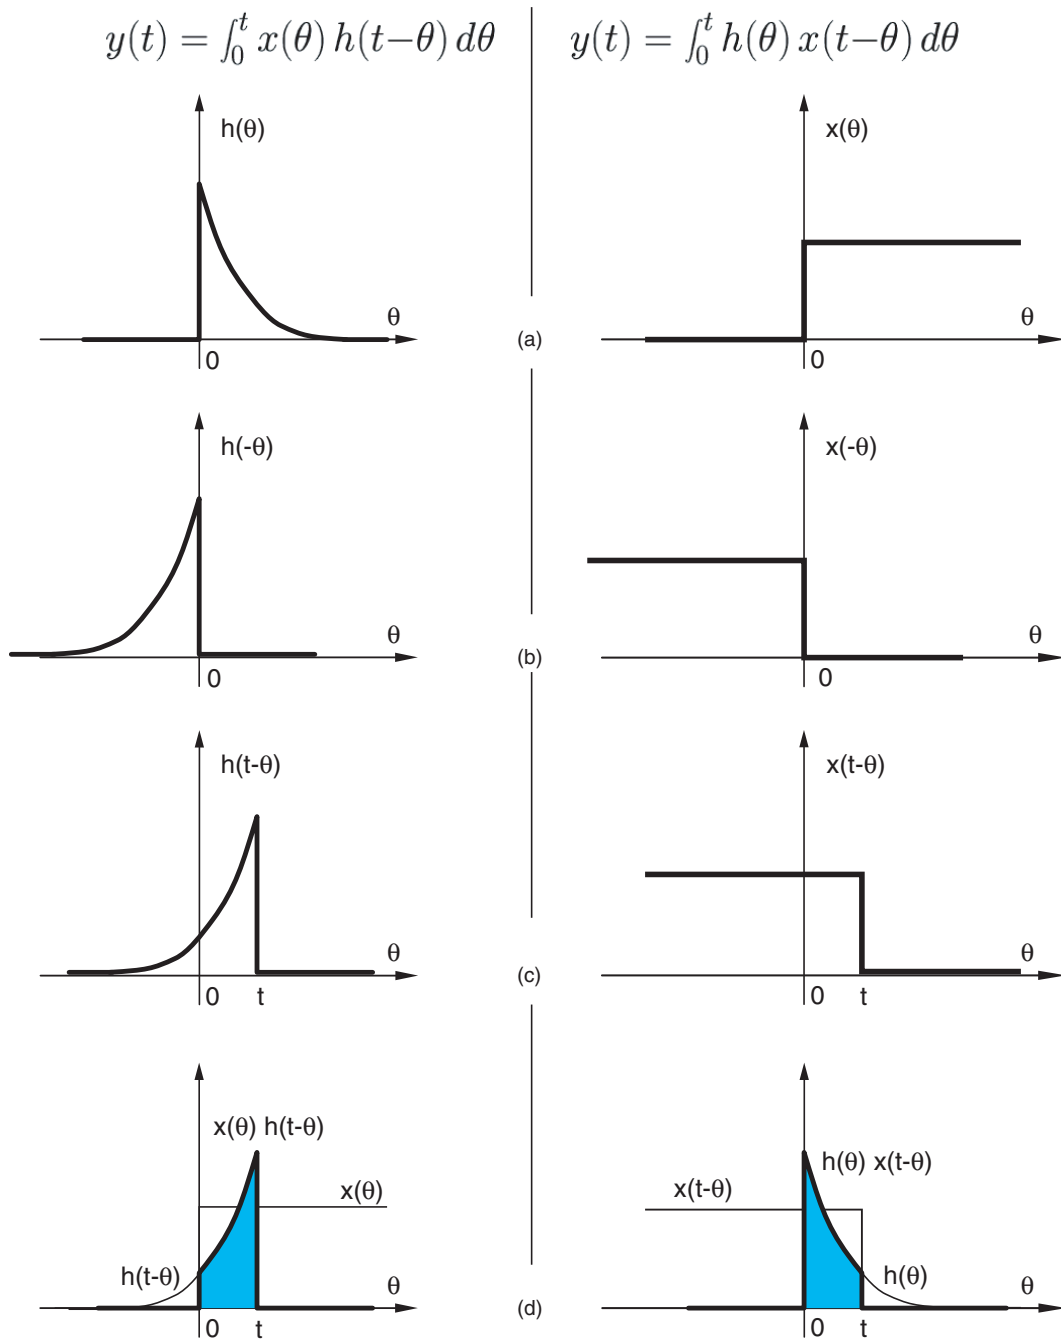 y(t) = ∫₀ᵗ x(θ) h(t−θ) dθ
y(t) = ∫₀ᵗ h(θ) x(t−θ) dθ
h(θ)
x(θ)
θ
θ
0
(a)
0
h(-θ)
x(-θ)
θ
θ
0
(b)
0
h(t-θ)
x(t-θ)
θ
θ
0 t
(c)
0 t
x(θ) h(t-θ)
h(θ) x(t-θ)
x(θ)
x(t-θ)
h(t-θ)
h(θ)
θ
θ
0 t
(d)
0 t